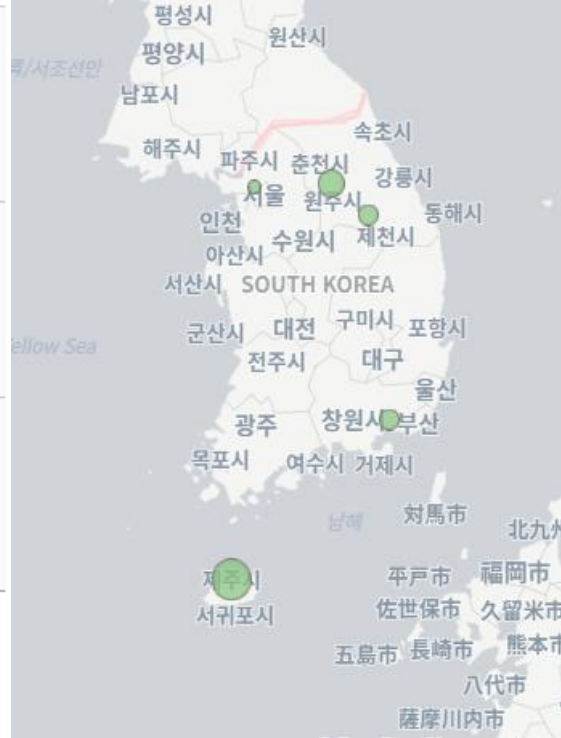 평성시
원산시
평양시
륙/서조선만
남포시
속초시
해주시
파주시
춘천시
강릉시
서울
원주시
동해시
인천
수원시
제천시
아산시
서산시
SOUTH KOREA
군산시
대전
구미시
포항시
ellow Sea
전주시
대구
울산
광주
창원시
부산
목포시
여수시
거제시
남해
対馬市
北九州
제주시
平戸市
福岡市
서귀포시
佐世保市
久留米市
五島市
長崎市
熊本市
八代市
薩摩川内市